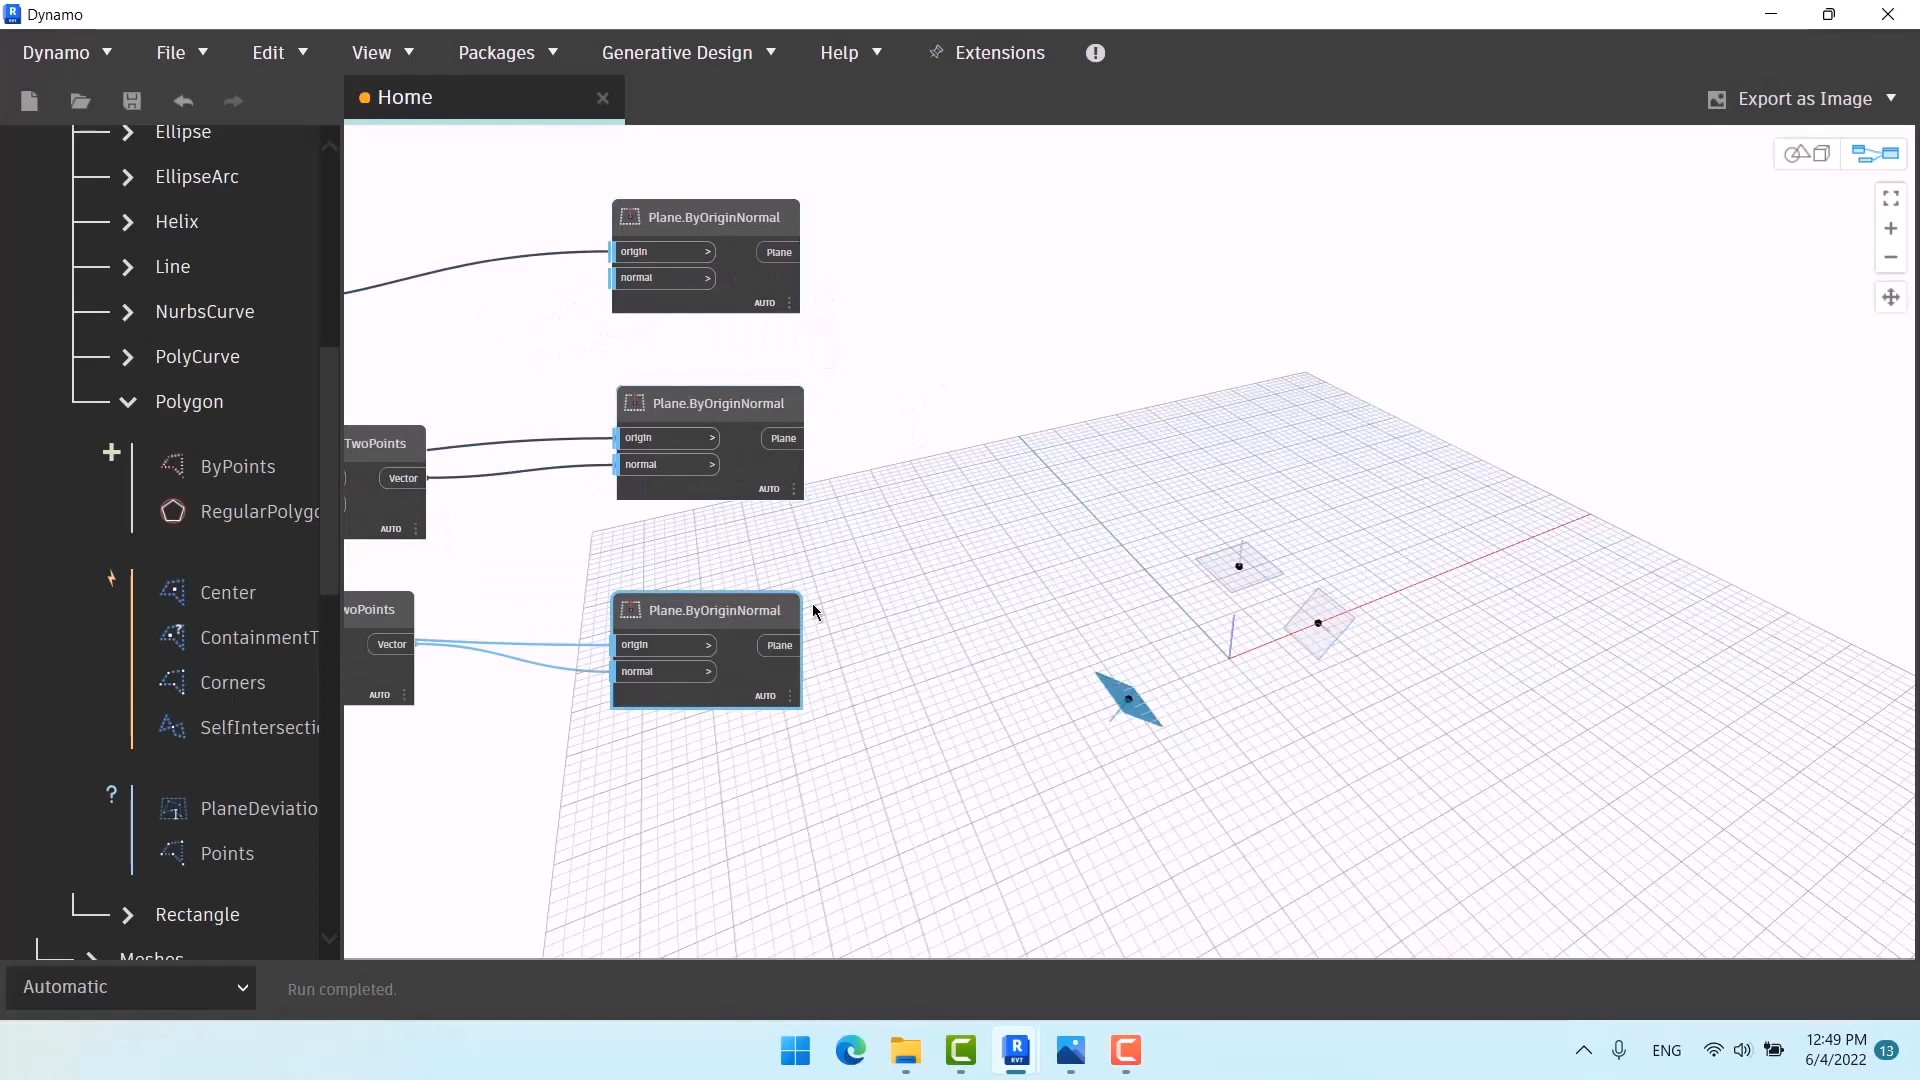 Dynamo
Dynamo File Edit View Packages Generative Design Help Extensions
Home
Export as Image
Ellipse
EllipseArc
Helix
Line
NurbsCurve
PolyCurve
Polygon
ByPoints
RegularPolygo
Center
ContainmentT
Corners
SelfIntersecti
PlaneDeviatio
Points
Rectangle
Meshes
Plane.ByOriginNormal
origin >
Plane
normal >
AUTO
TwoPoints
Vector
AUTO
Plane.ByOriginNormal
origin >
Plane
normal >
AUTO
woPoints
Vector
AUTO
Plane.ByOriginNormal
origin >
Plane
normal >
AUTO
Automatic
Run completed.
R
RVT
ENG
12:49 PM
6/4/2022
13